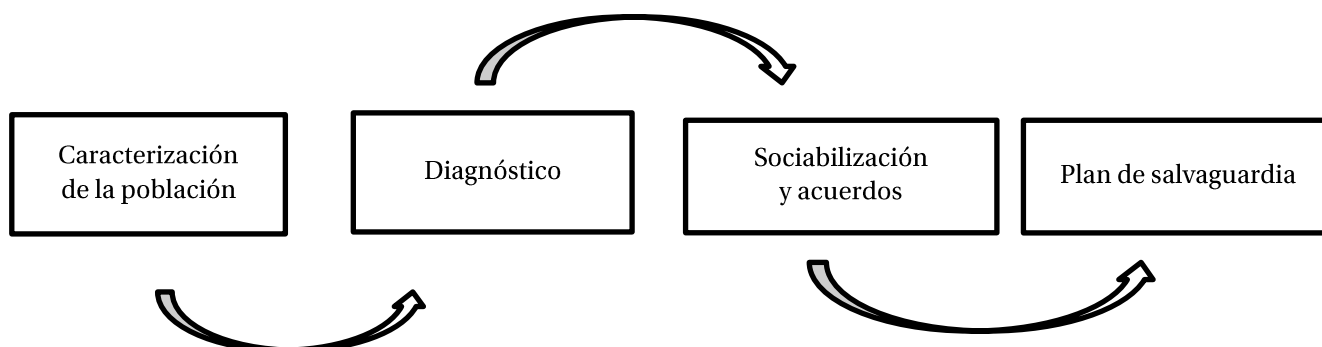 Caracterización
de la población
Diagnóstico
Sociabilización
y acuerdos
Plan de salvaguardia